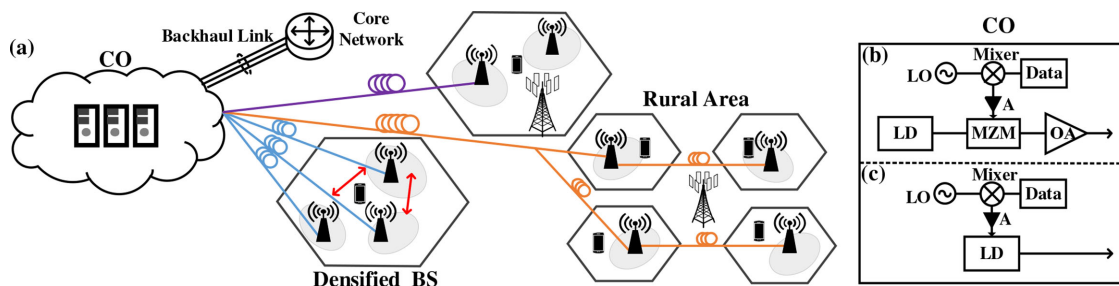 (a)
CO
Backhaul Link
Core
Network
Densified BS
Rural Area
CO
(b)
Mixer
LO
Data
A
LD
MZM
OA
(c)
Mixer
LO
Data
A
LD